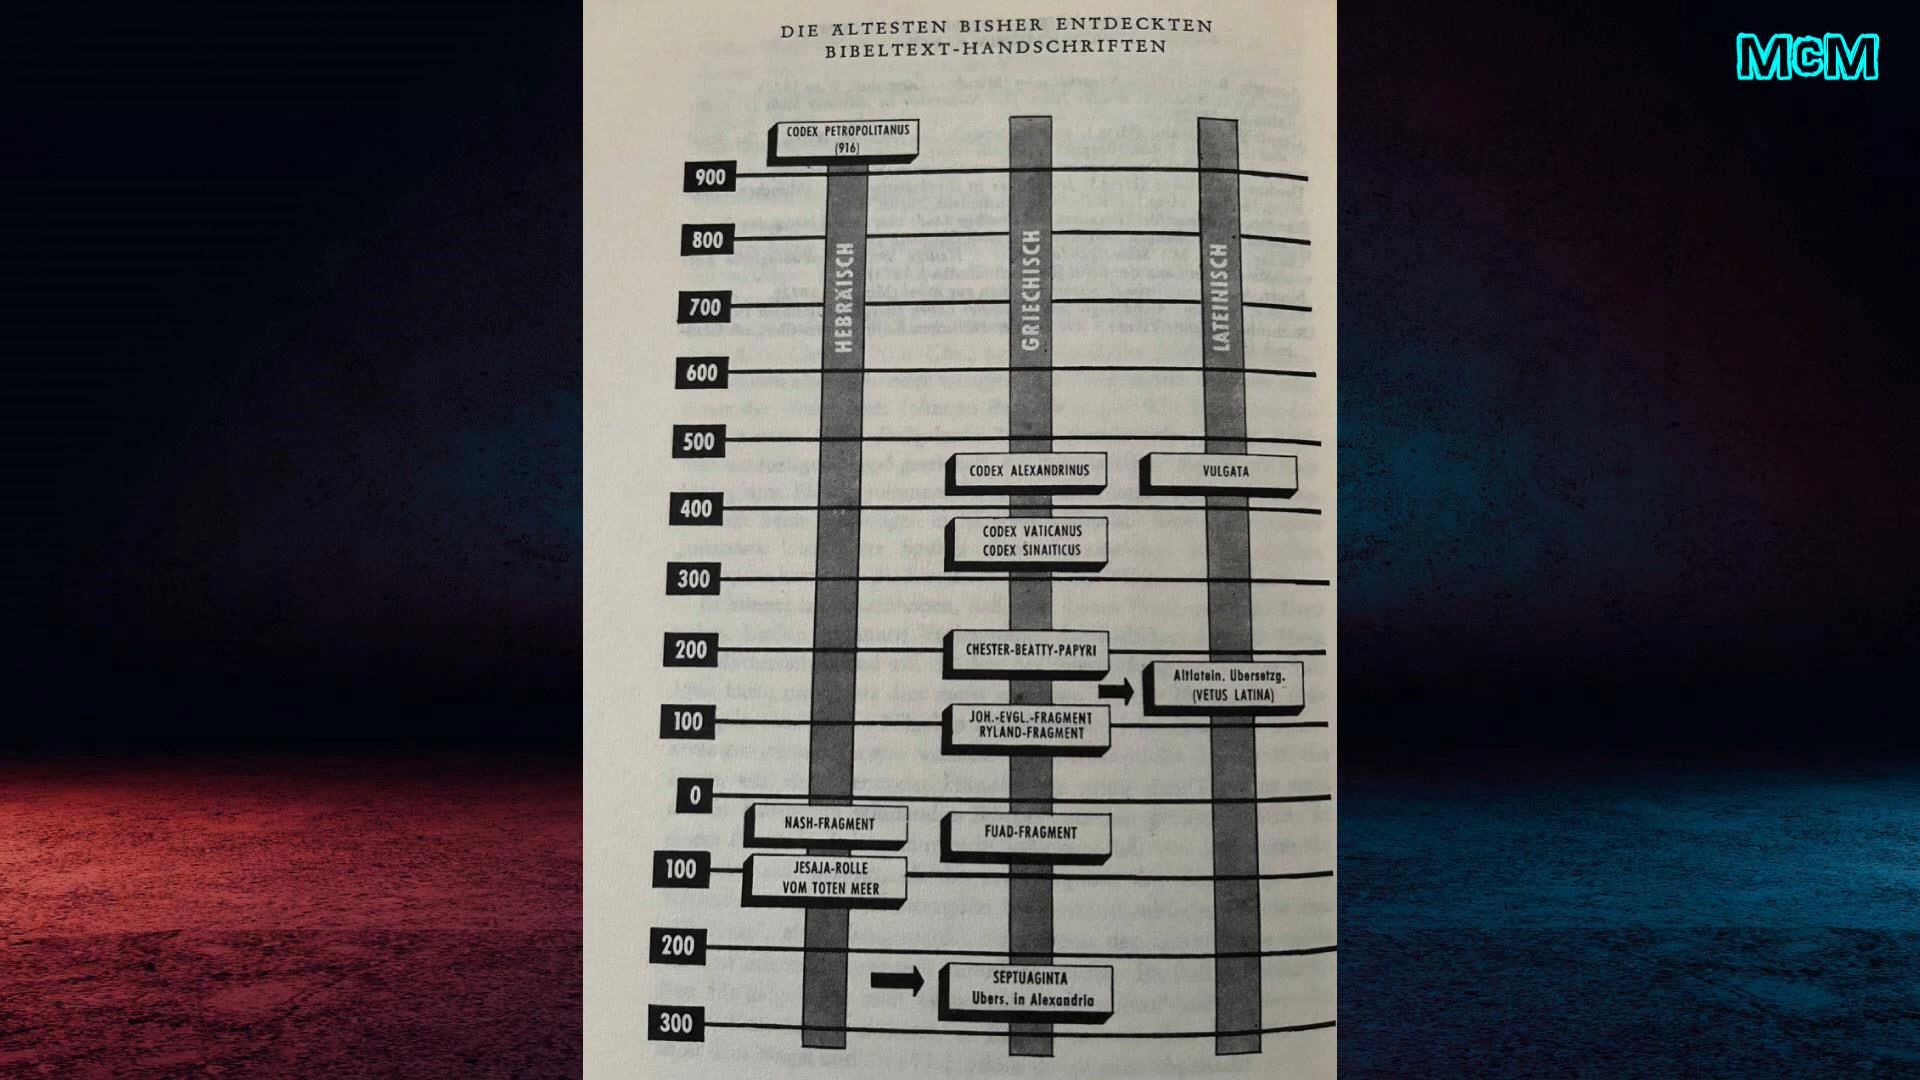 DIE ÄLTESTEN BISHER ENTDECKTEN
BIBELTEXT-HANDSCHRIFTEN
McM
CODEX PETROPOLITANUS
(916)
900
800
700
600
500
400
300
200
100
0
100
200
300
HEBRÄISCH
GRIECHISCH
LATEINISCH
CODEX ALEXANDRINUS
VULGATA
CODEX VATICANUS
CODEX SINAITICUS
CHESTER-BEATTY-PAPYRI
Altlatein. Übersetzg.
(VETUS LATINA)
JOH.-EVGL.-FRAGMENT
RYLAND-FRAGMENT
NASH-FRAGMENT
FUAD-FRAGMENT
JESAJA-ROLLE
VOM TOTEN MEER
SEPTUAGINTA
Übers. in Alexandria